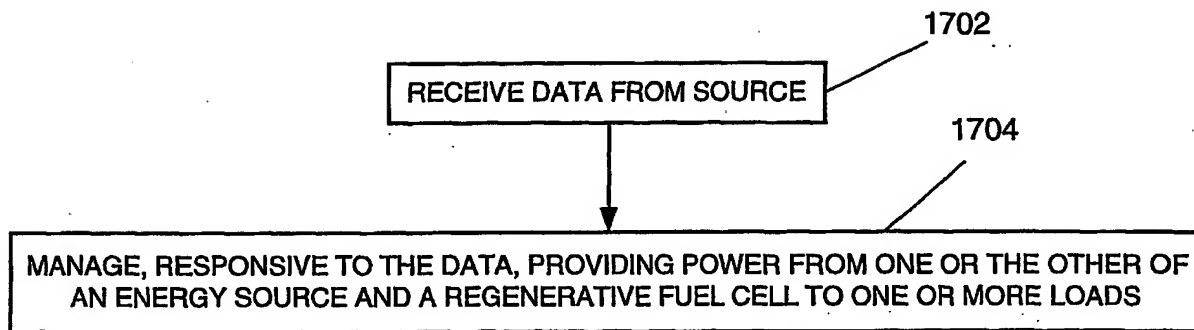 1702
RECEIVE DATA FROM SOURCE
1704
MANAGE, RESPONSIVE TO THE DATA, PROVIDING POWER FROM ONE OR THE OTHER OF
AN ENERGY SOURCE AND A REGENERATIVE FUEL CELL TO ONE OR MORE LOADS